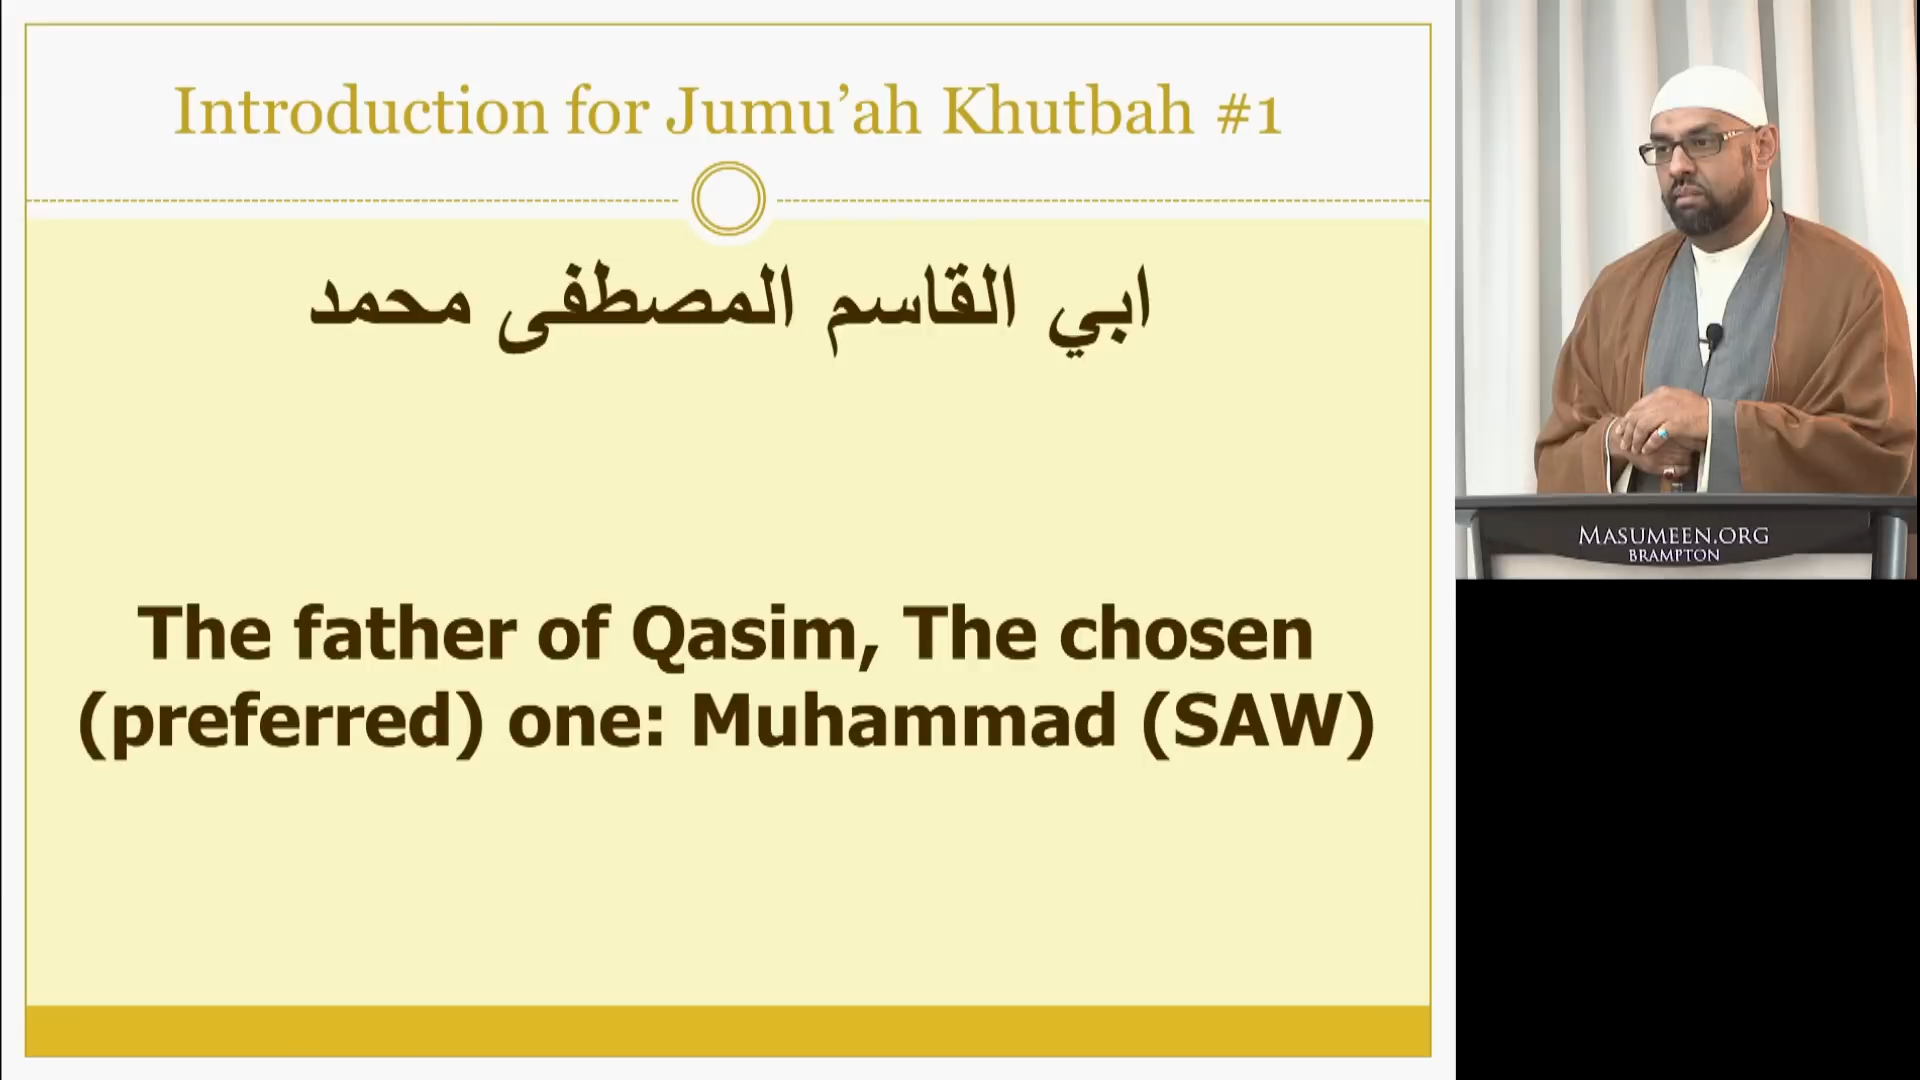 Introduction for Jumu’ah Khutbah #1
ابي القاسم المصطفى محمد
The father of Qasim, The chosen
(preferred) one: Muhammad (SAW)
MASUMEEN.ORG
BRAMPTON